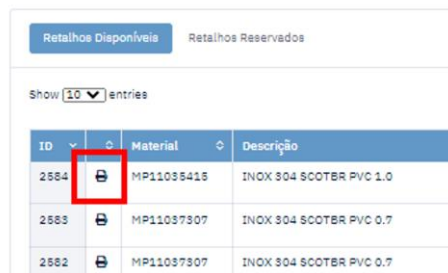 Retalhos Disponíveis Retalhos Reservados
Show 10 entries
ID Material Descrição
2584 MP11035415 INOX 304 SCOTBR PVC 1.0
2583 MP11037307 INOX 304 SCOTBR PVC 0.7
2582 MP11037307 INOX 304 SCOTBR PVC 0.7